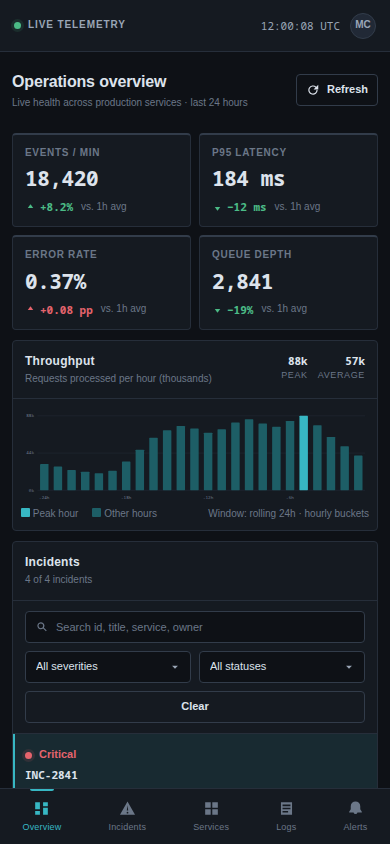 LIVE TELEMETRY
12:00:08 UTC
MC
Operations overview
Live health across production services · last 24 hours
Refresh
EVENTS / MIN
18,420
+8.2% vs. 1h avg
P95 LATENCY
184 ms
−12 ms vs. 1h avg
ERROR RATE
0.37%
+0.08 pp vs. 1h avg
QUEUE DEPTH
2,841
−19% vs. 1h avg
Throughput
Requests processed per hour (thousands)
88k
PEAK
57k
AVERAGE
88k
44k
0k
Peak hour
Other hours
Window: rolling 24h · hourly buckets
Incidents
4 of 4 incidents
Search id, title, service, owner
All severities
All statuses
Clear
Critical
INC-2841
Overview
Incidents
Services
Logs
Alerts